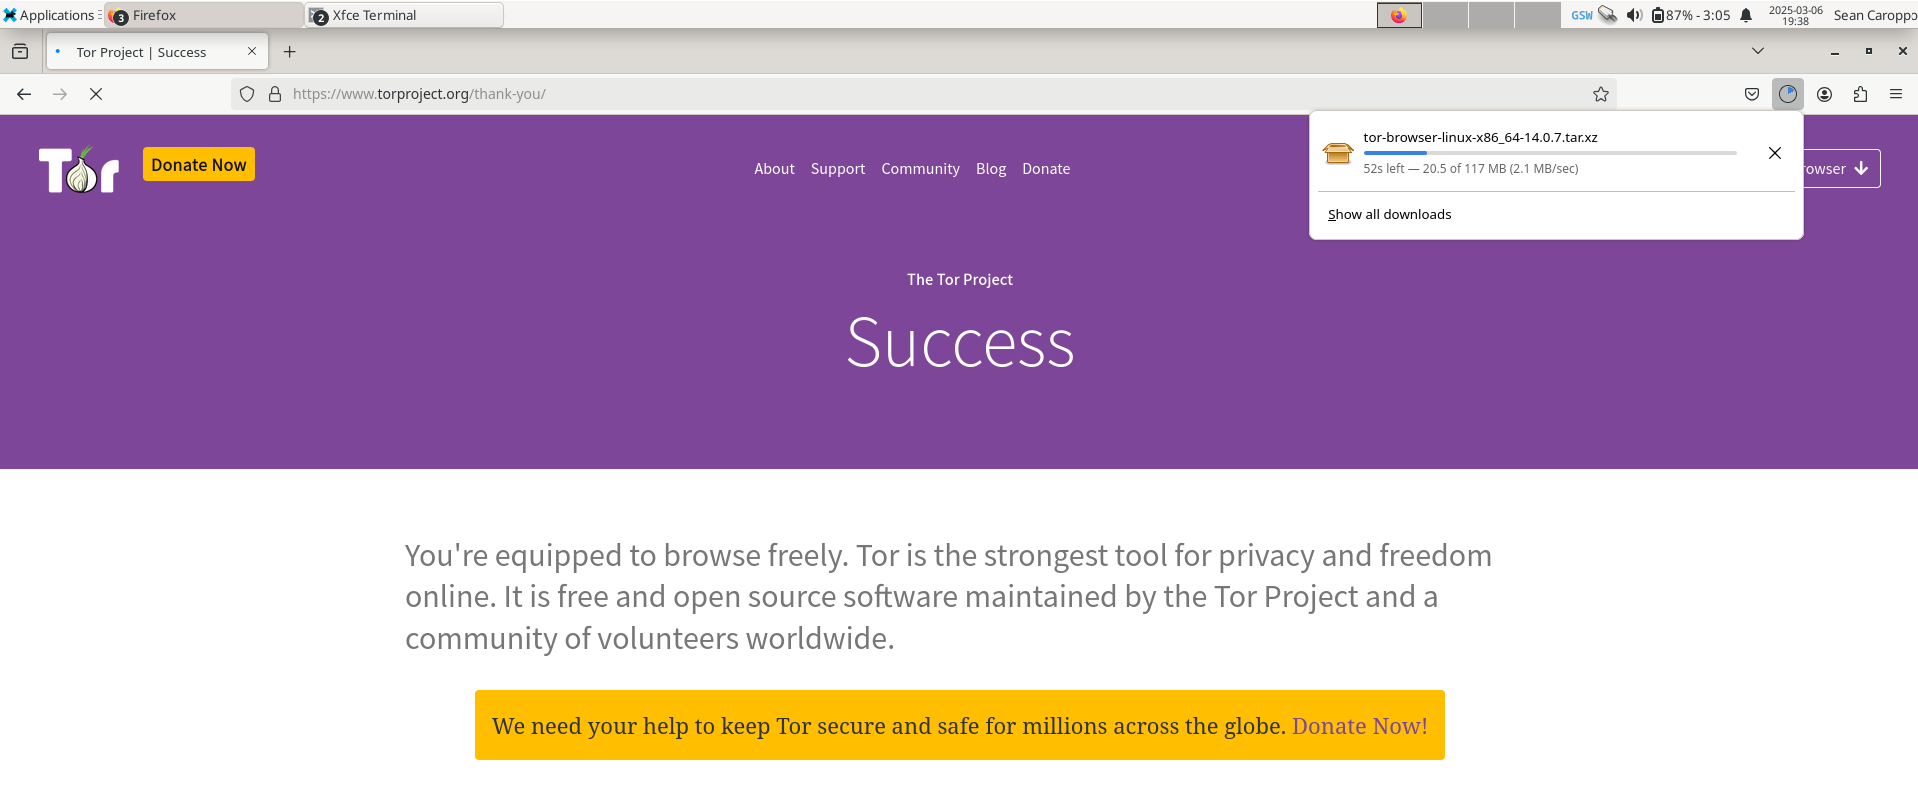 Applications
3 Firefox
2 Xfce Terminal
GSW
87% - 3:05
2025-03-06
19:38
Sean Caroppo
Tor Project | Success
https://www.torproject.org/thank-you/
tor-browser-linux-x86_64-14.0.7.tar.xz
52s left — 20.5 of 117 MB (2.1 MB/sec)
Show all downloads
Tor
Donate Now
About Support Community Blog Donate
rowser
The Tor Project
Success
You're equipped to browse freely. Tor is the strongest tool for privacy and freedom
online. It is free and open source software maintained by the Tor Project and a
community of volunteers worldwide.
We need your help to keep Tor secure and safe for millions across the globe. Donate Now!